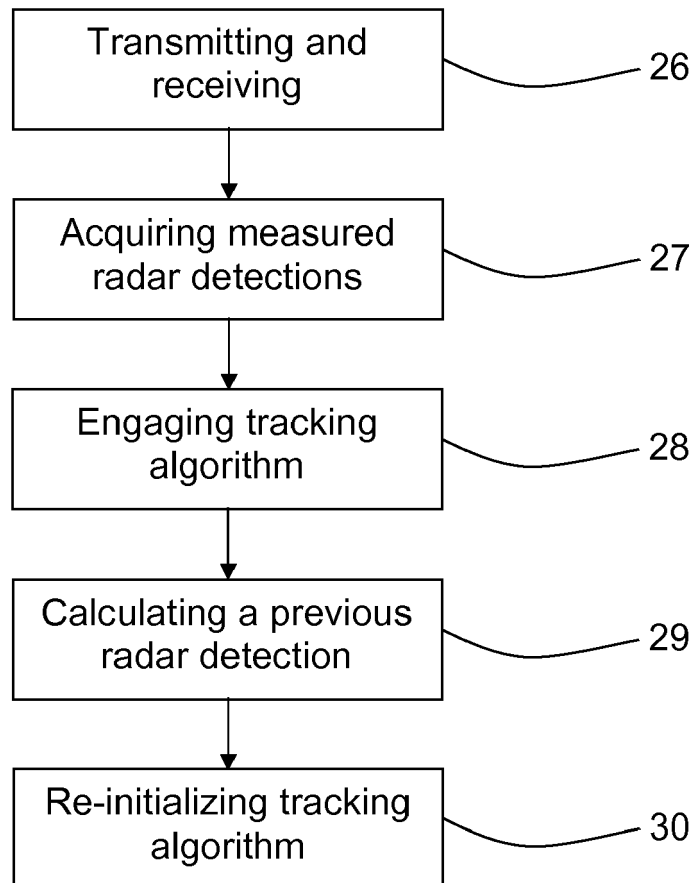 Transmitting and
receiving
26
Acquiring measured
radar detections
27
Engaging tracking
algorithm
28
Calculating a previous
radar detection
29
Re-initializing tracking
algorithm
30